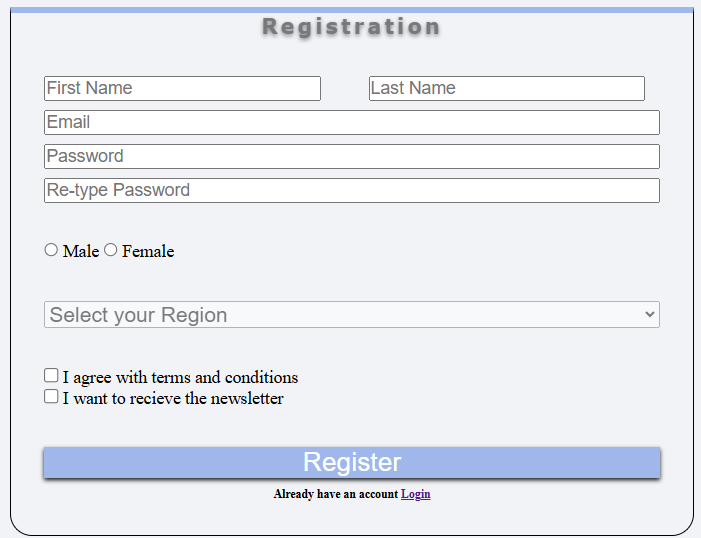 Registration
First Name Last Name
Email
Password
Re-type Password
Male Female
Select your Region
I agree with terms and conditions
I want to recieve the newsletter
Register
Already have an account Login